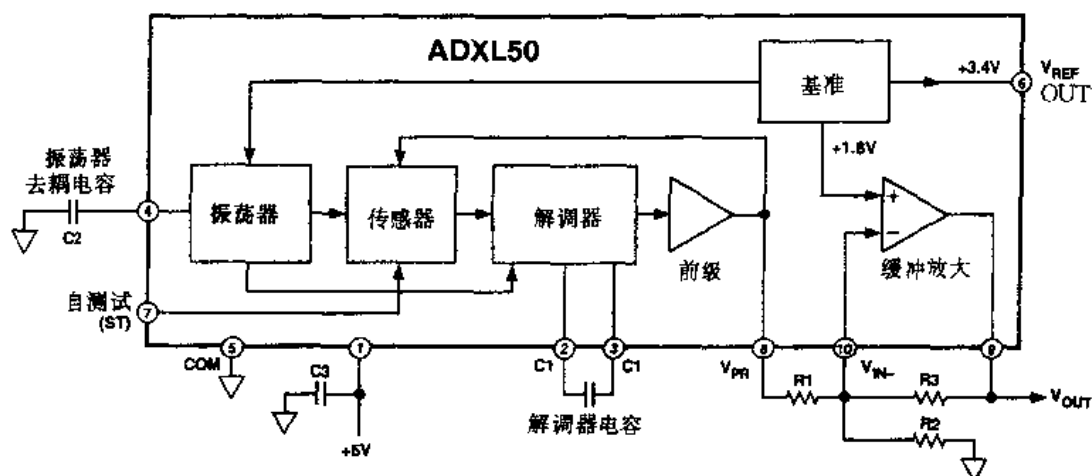 ADXL50
基准
+3.4V
6
VREF
OUT
+1.8V
振荡器
去耦电容
C2
4
振荡器
传感器
解调器
前级
+
−
缓冲放大
自测试
(ST)
7
COM
5
1
C3
+5V
C1
2
3
C1
解调器电容
8
VPR
R1
10
VIN−
9
R3
VOUT
R2